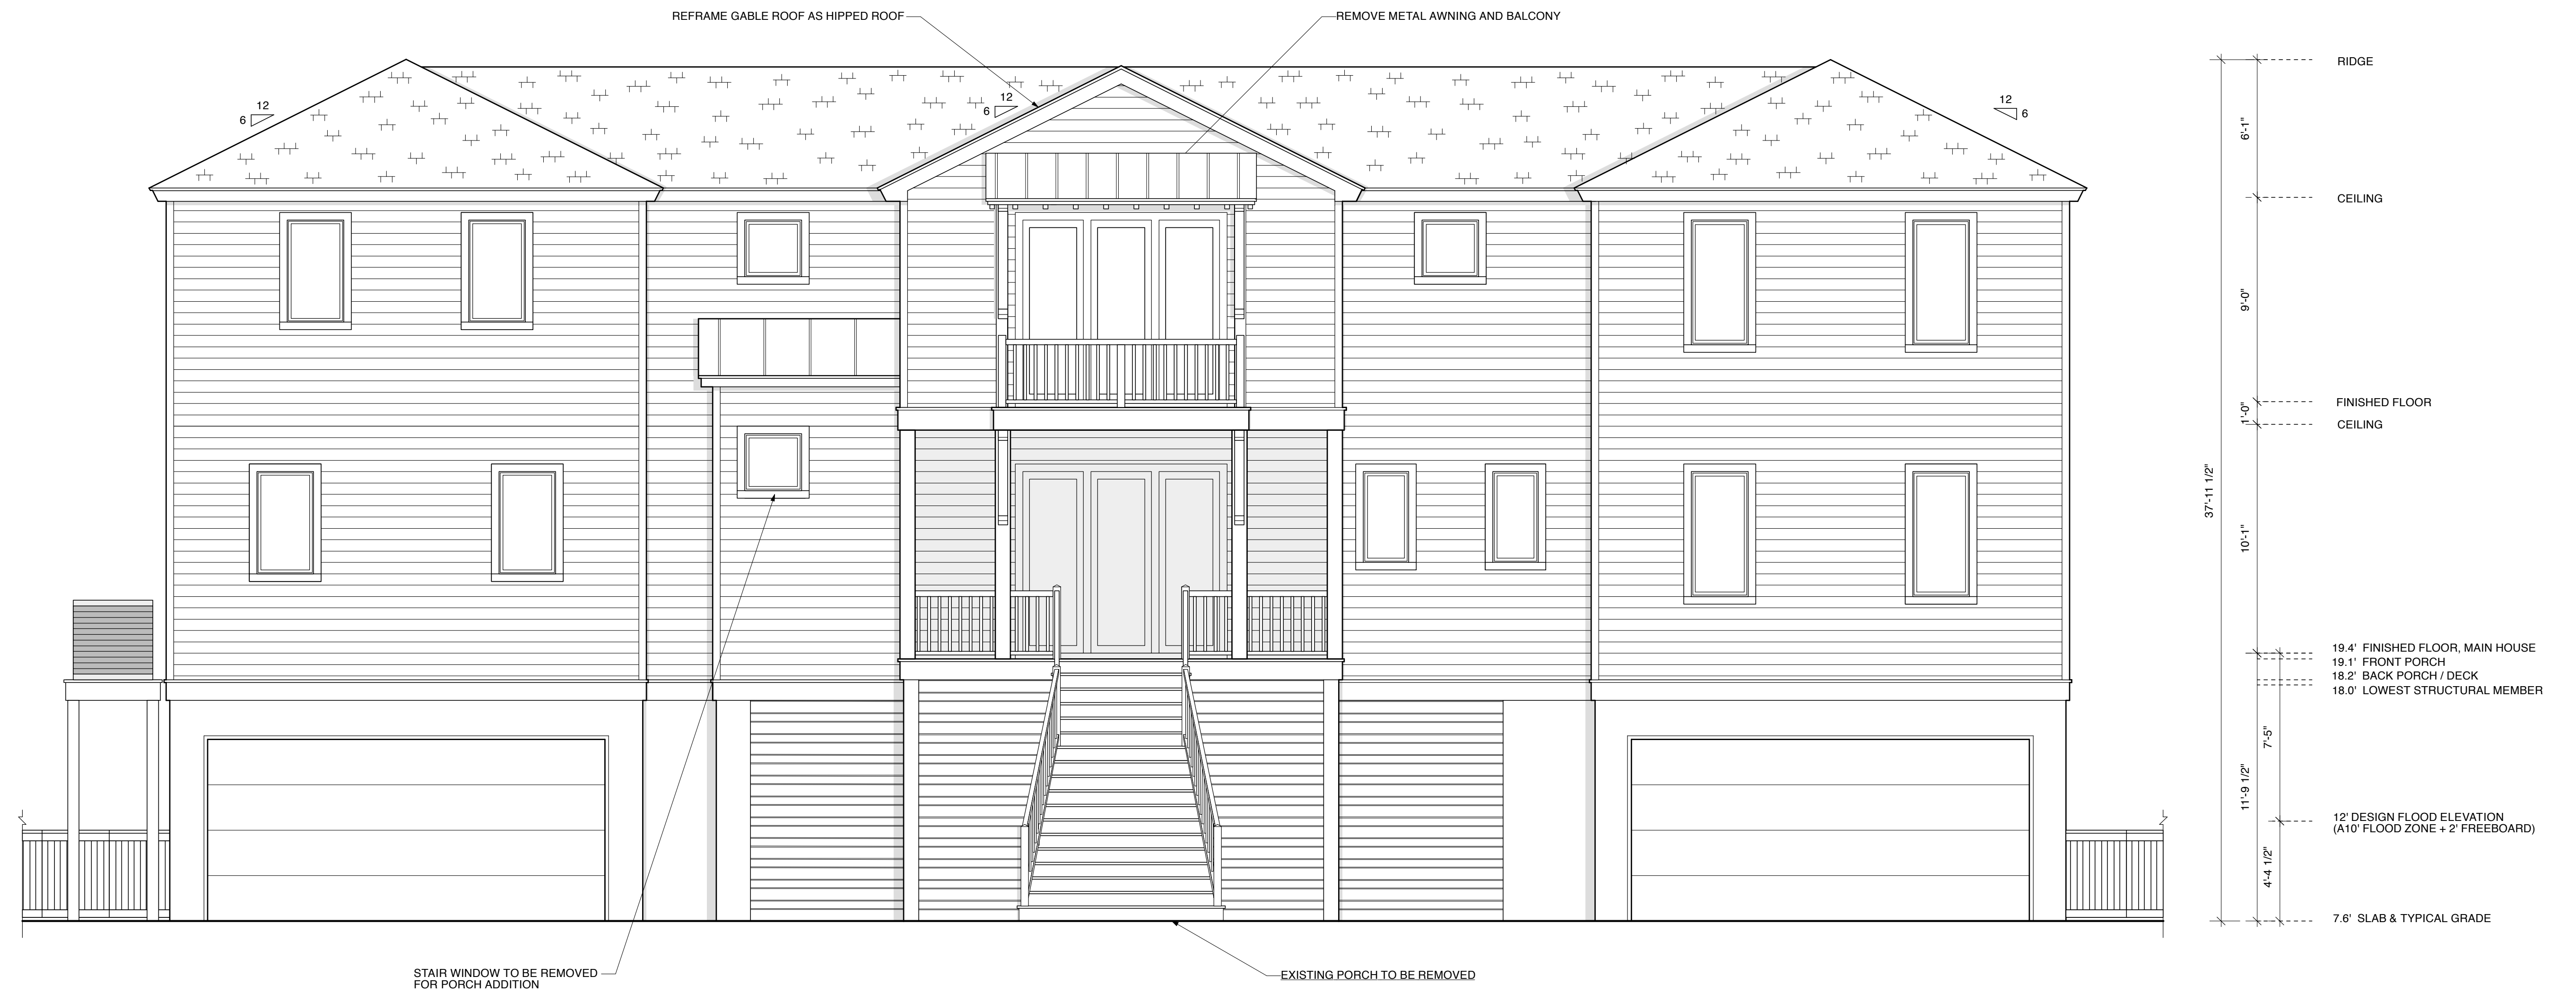 REFRAME GABLE ROOF AS HIPPED ROOF
REMOVE METAL AWNING AND BALCONY
RIDGE
12
6
12
6
12
6
6'-1"
CEILING
9'-0"
FINISHED FLOOR
1'-0"
CEILING
37'-11 1/2"
10'-1"
19.4' FINISHED FLOOR, MAIN HOUSE
19.1' FRONT PORCH
18.2' BACK PORCH / DECK
18.0' LOWEST STRUCTURAL MEMBER
7'-5"
11'-9 1/2"
12' DESIGN FLOOD ELEVATION
(A10' FLOOD ZONE + 2' FREEBOARD)
4'-4 1/2"
7.6' SLAB & TYPICAL GRADE
STAIR WINDOW TO BE REMOVED
FOR PORCH ADDITION
EXISTING PORCH TO BE REMOVED